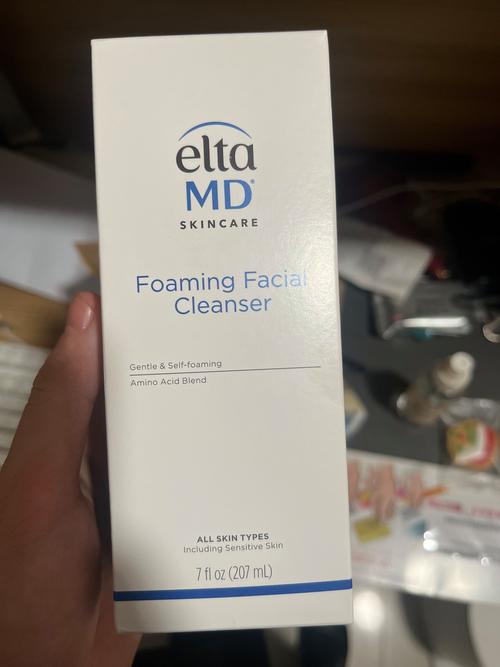 elta
MD®
SKINCARE
Foaming Facial
Cleanser
Gentle & Self-foaming
Amino Acid Blend
ALL SKIN TYPES
Including Sensitive Skin
7 fl oz (207 mL)